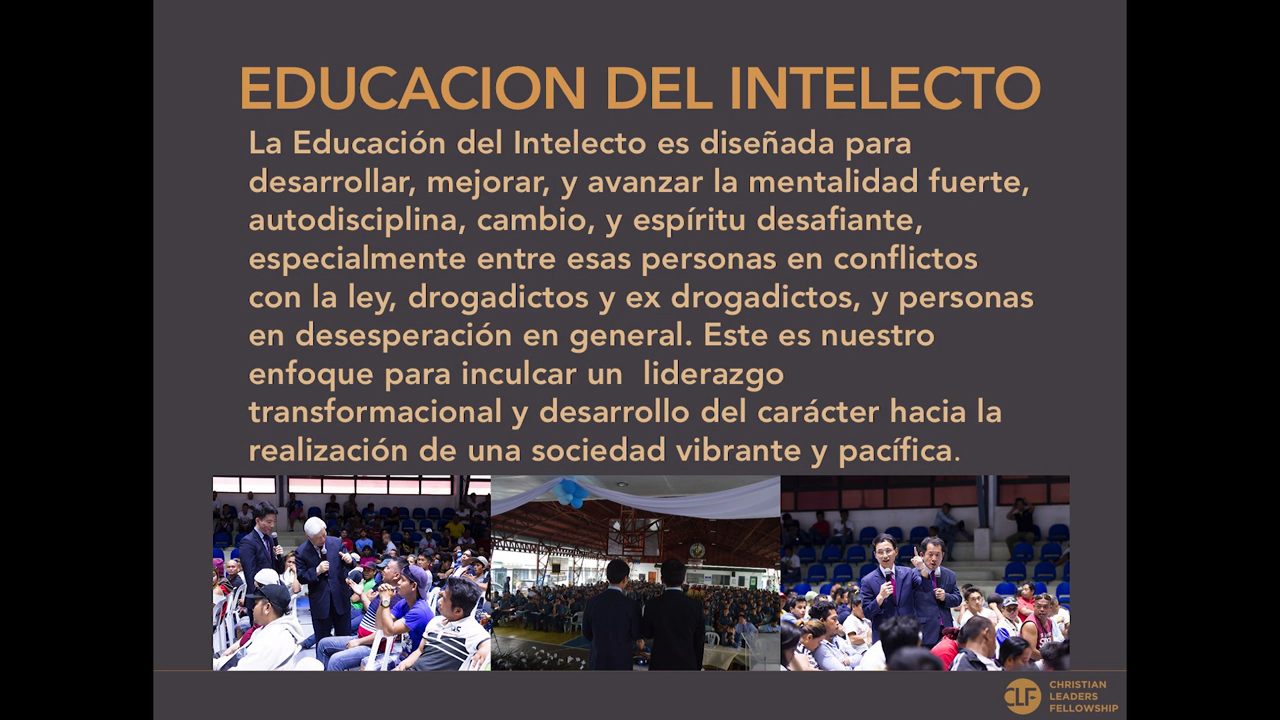 EDUCACION DEL INTELECTO
La Educación del Intelecto es diseñada para
desarrollar, mejorar, y avanzar la mentalidad fuerte,
autodisciplina, cambio, y espíritu desafiante,
especialmente entre esas personas en conflictos
con la ley, drogadictos y ex drogadictos, y personas
en desesperación en general. Este es nuestro
enfoque para inculcar un  liderazgo
transformacional y desarrollo del carácter hacia la
realización de una sociedad vibrante y pacífica.
CLF
CHRISTIAN
LEADERS
FELLOWSHIP